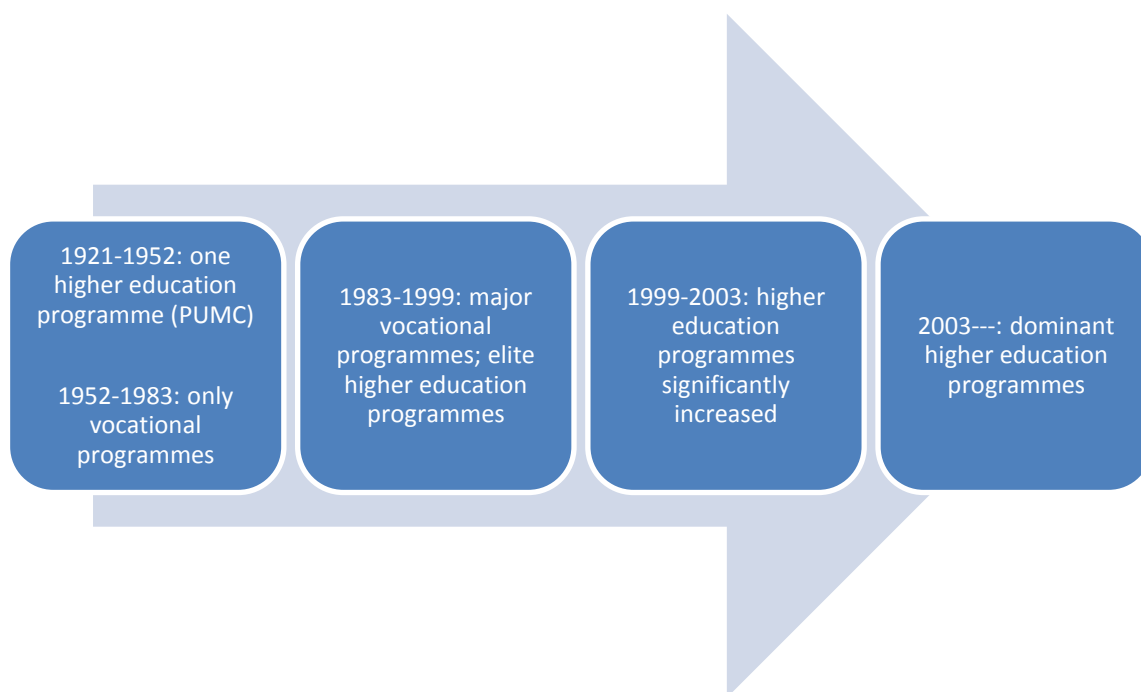 1921-1952: one
higher education
programme (PUMC)
1952-1983: only
vocational
programmes
1983-1999: major
vocational
programmes; elite
higher education
programmes
1999-2003: higher
education
programmes
significantly
increased
2003---: dominant
higher education
programmes